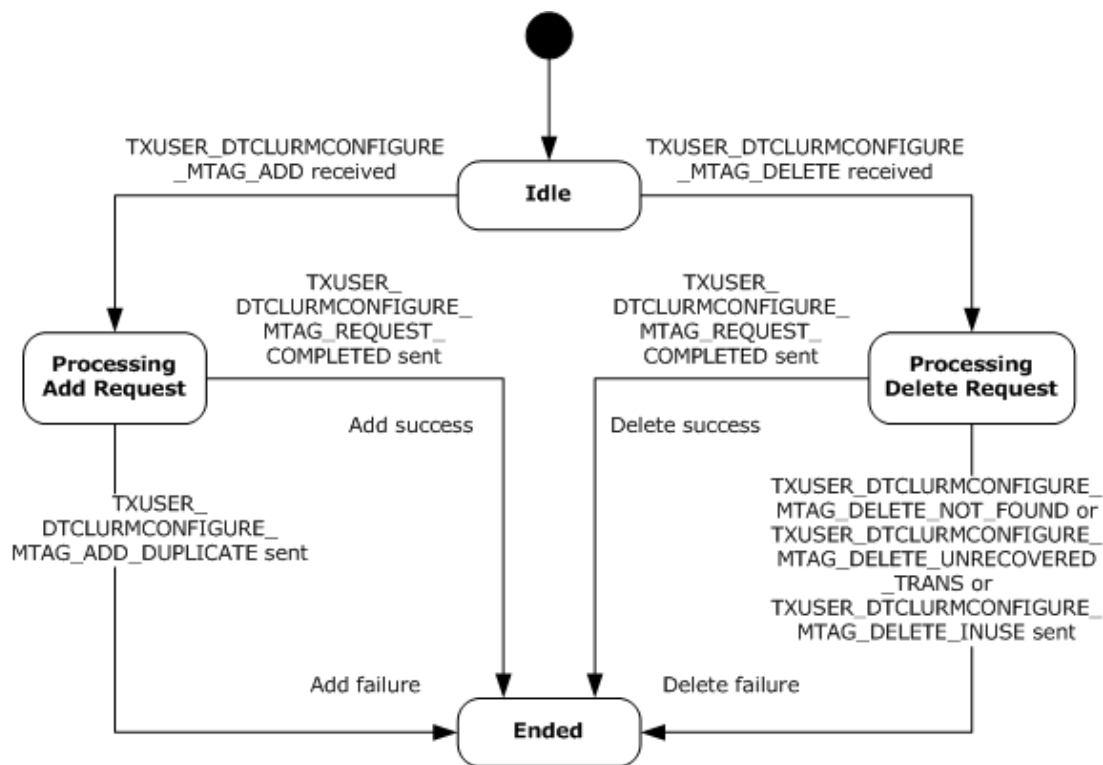 TXUSER_DTCLURMCONFIGURE
_MTAG_ADD received
TXUSER_DTCLURMCONFIGURE
_MTAG_DELETE received
Idle
TXUSER_
DTCLURMCONFIGURE_
MTAG_REQUEST_
COMPLETED sent
TXUSER_
DTCLURMCONFIGURE_
MTAG_REQUEST_
COMPLETED sent
Processing
Add Request
Processing
Delete Request
Add success
Delete success
TXUSER_
DTCLURMCONFIGURE_
MTAG_ADD_DUPLICATE sent
TXUSER_DTCLURMCONFIGURE_
MTAG_DELETE_NOT_FOUND or
TXUSER_DTCLURMCONFIGURE_
MTAG_DELETE_UNRECOVERED
_TRANS or
TXUSER_DTCLURMCONFIGURE_
MTAG_DELETE_INUSE sent
Add failure
Delete failure
Ended